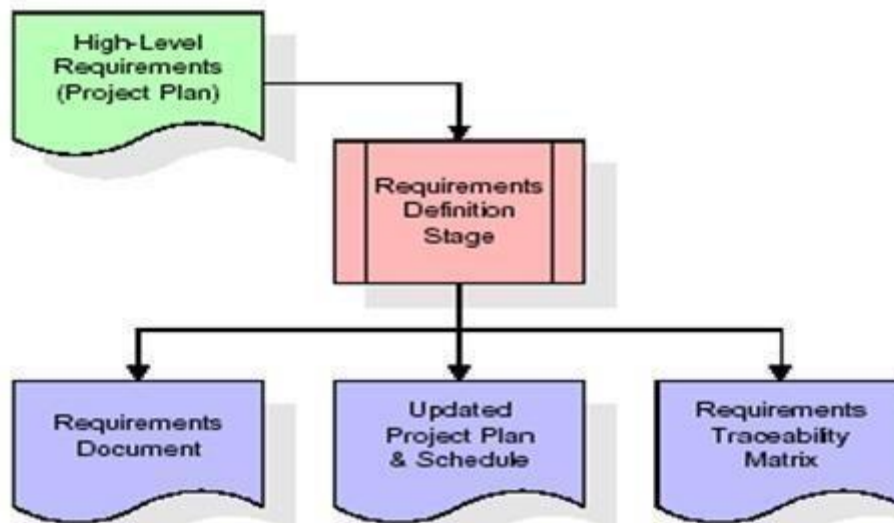 High-Level
Requirements
(Project Plan)
Requirements
Definition
Stage
Requirements
Document
Updated
Project Plan
& Schedule
Requirements
Traceability
Matrix